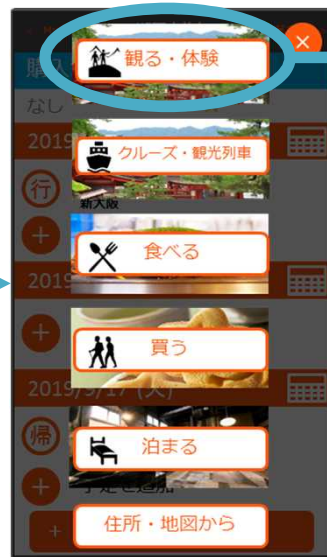 観る・体験
購入
なし
クルーズ・観光列車
2019
行
新大阪
食べる
2019
買う
2019/9/17 (火)
帰
泊まる
予定を追加
住所・地図から